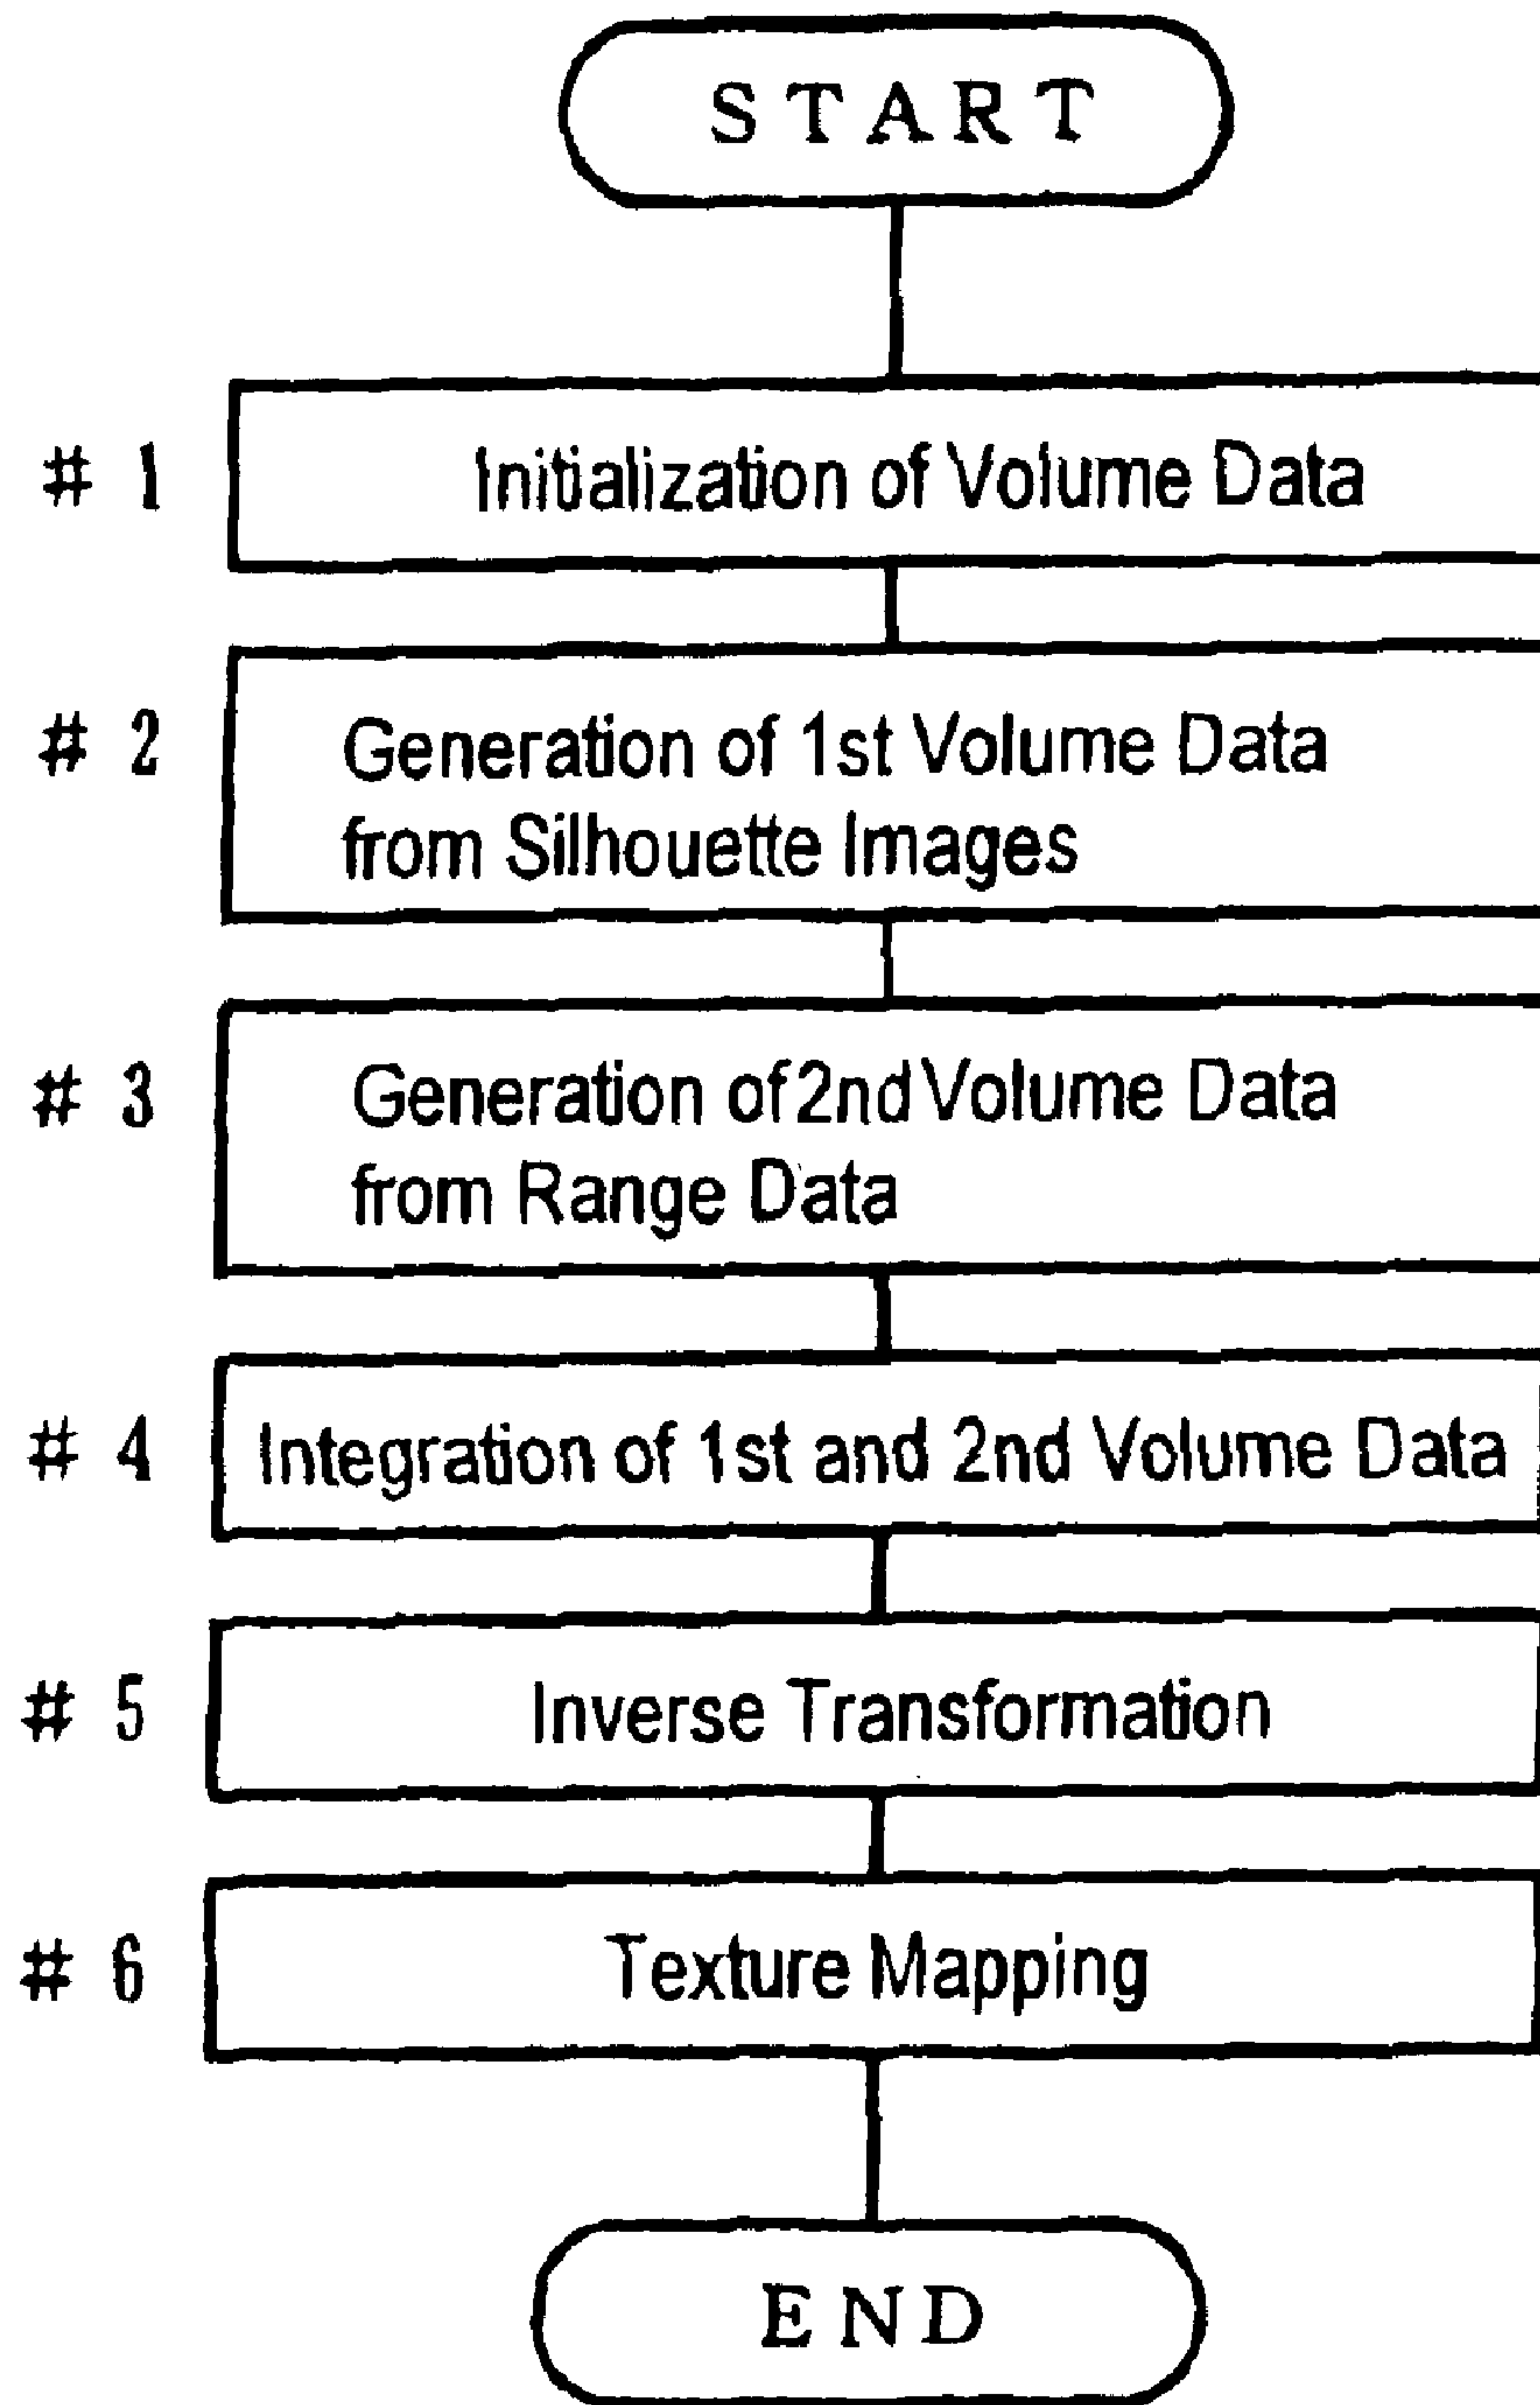 START
# 1 Initialization of Volume Data
# 2 Generation of 1st Volume Data
from Silhouette Images
# 3 Generation of 2nd Volume Data
from Range Data
# 4 Integration of 1st and 2nd Volume Data
# 5 Inverse Transformation
# 6 Texture Mapping
END